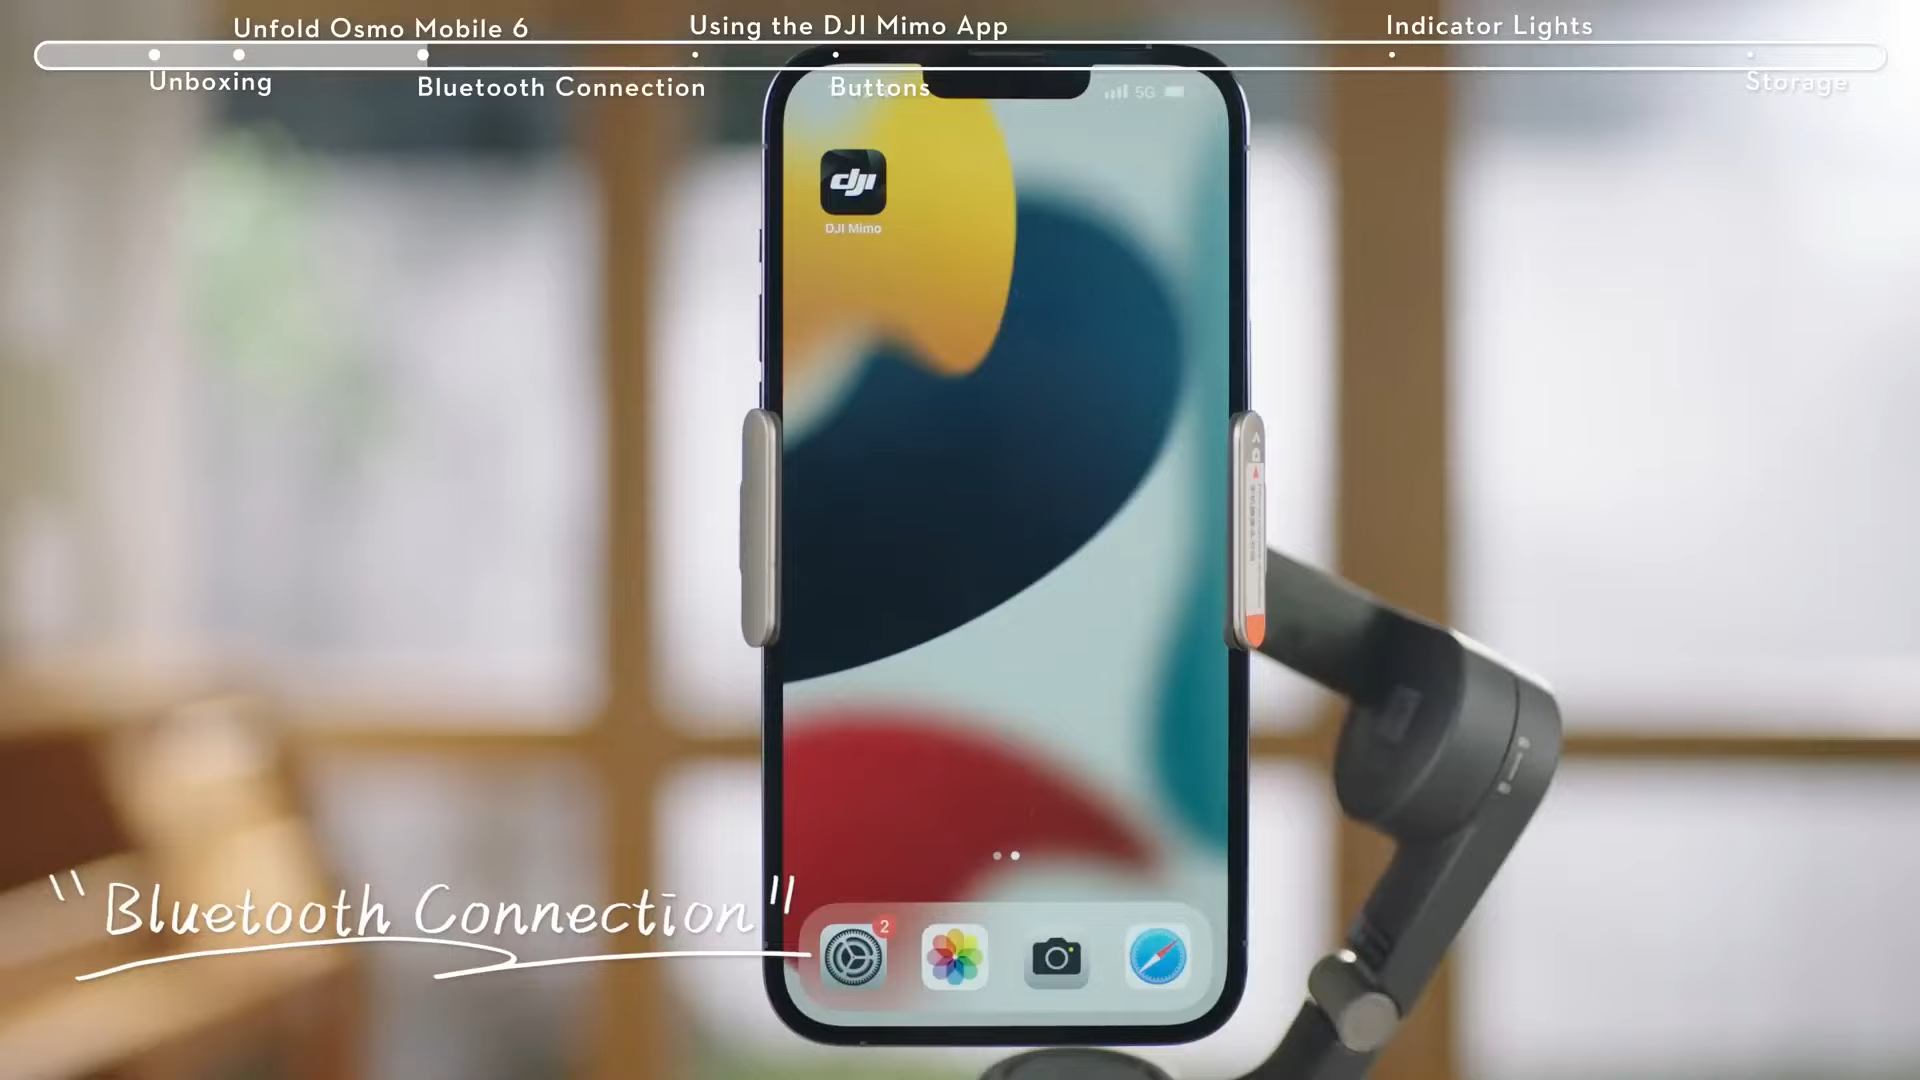 Unfold Osmo Mobile 6
Using the DJI Mimo App
Indicator Lights
Unboxing
Bluetooth Connection
Buttons
Storage
5G
dji
DJI Mimo
"Bluetooth Connection"
2